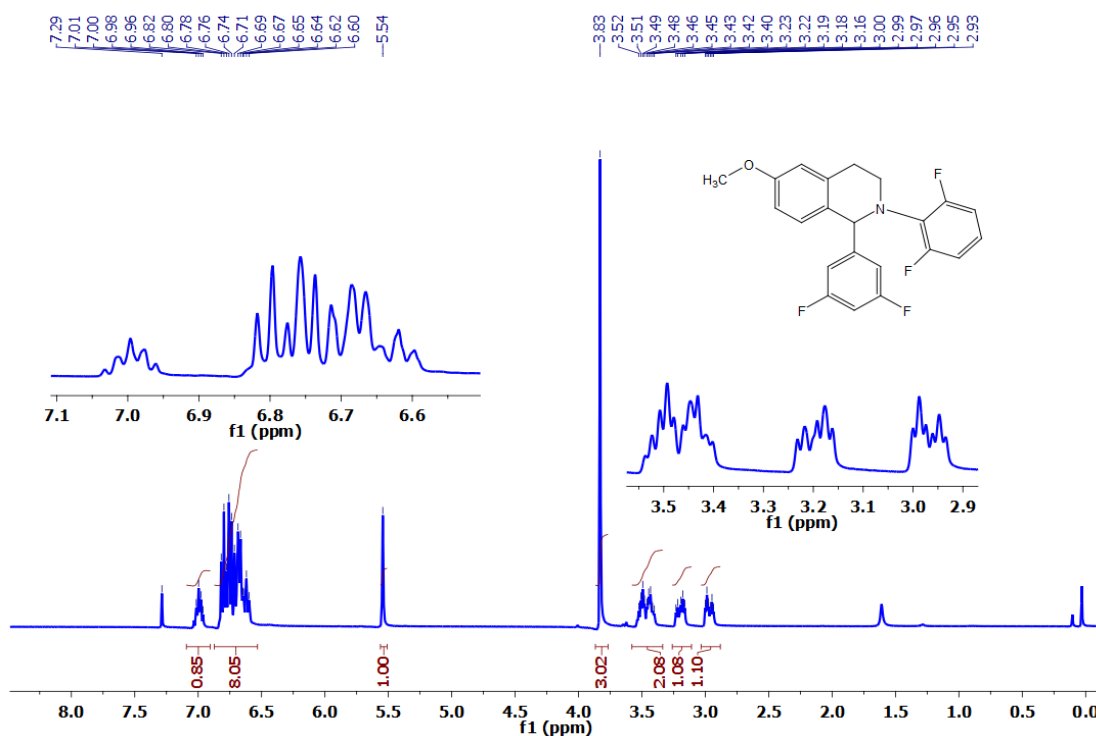 7.29 7.01 7.00 6.98 6.96 6.82 6.80 6.78 6.76 6.74 6.71 6.69 6.67 6.65 6.64 6.62 6.60 5.54 3.83 3.52 3.51 3.49 3.48 3.46 3.45 3.43 3.42 3.40 3.23 3.22 3.19 3.18 3.16 3.00 2.99 2.97 2.96 2.95 2.93
F
O
H3C
N
F
F
F
7.1 7.0 6.9 6.8 6.7 6.6
f1 (ppm)
3.5 3.4 3.3 3.2 3.1 3.0 2.9
f1 (ppm)
0.85 8.05 1.00 3.02 2.08 1.08 1.10
8.0 7.5 7.0 6.5 6.0 5.5 5.0 4.5 4.0 3.5 3.0 2.5 2.0 1.5 1.0 0.5 -0.0
f1 (ppm)